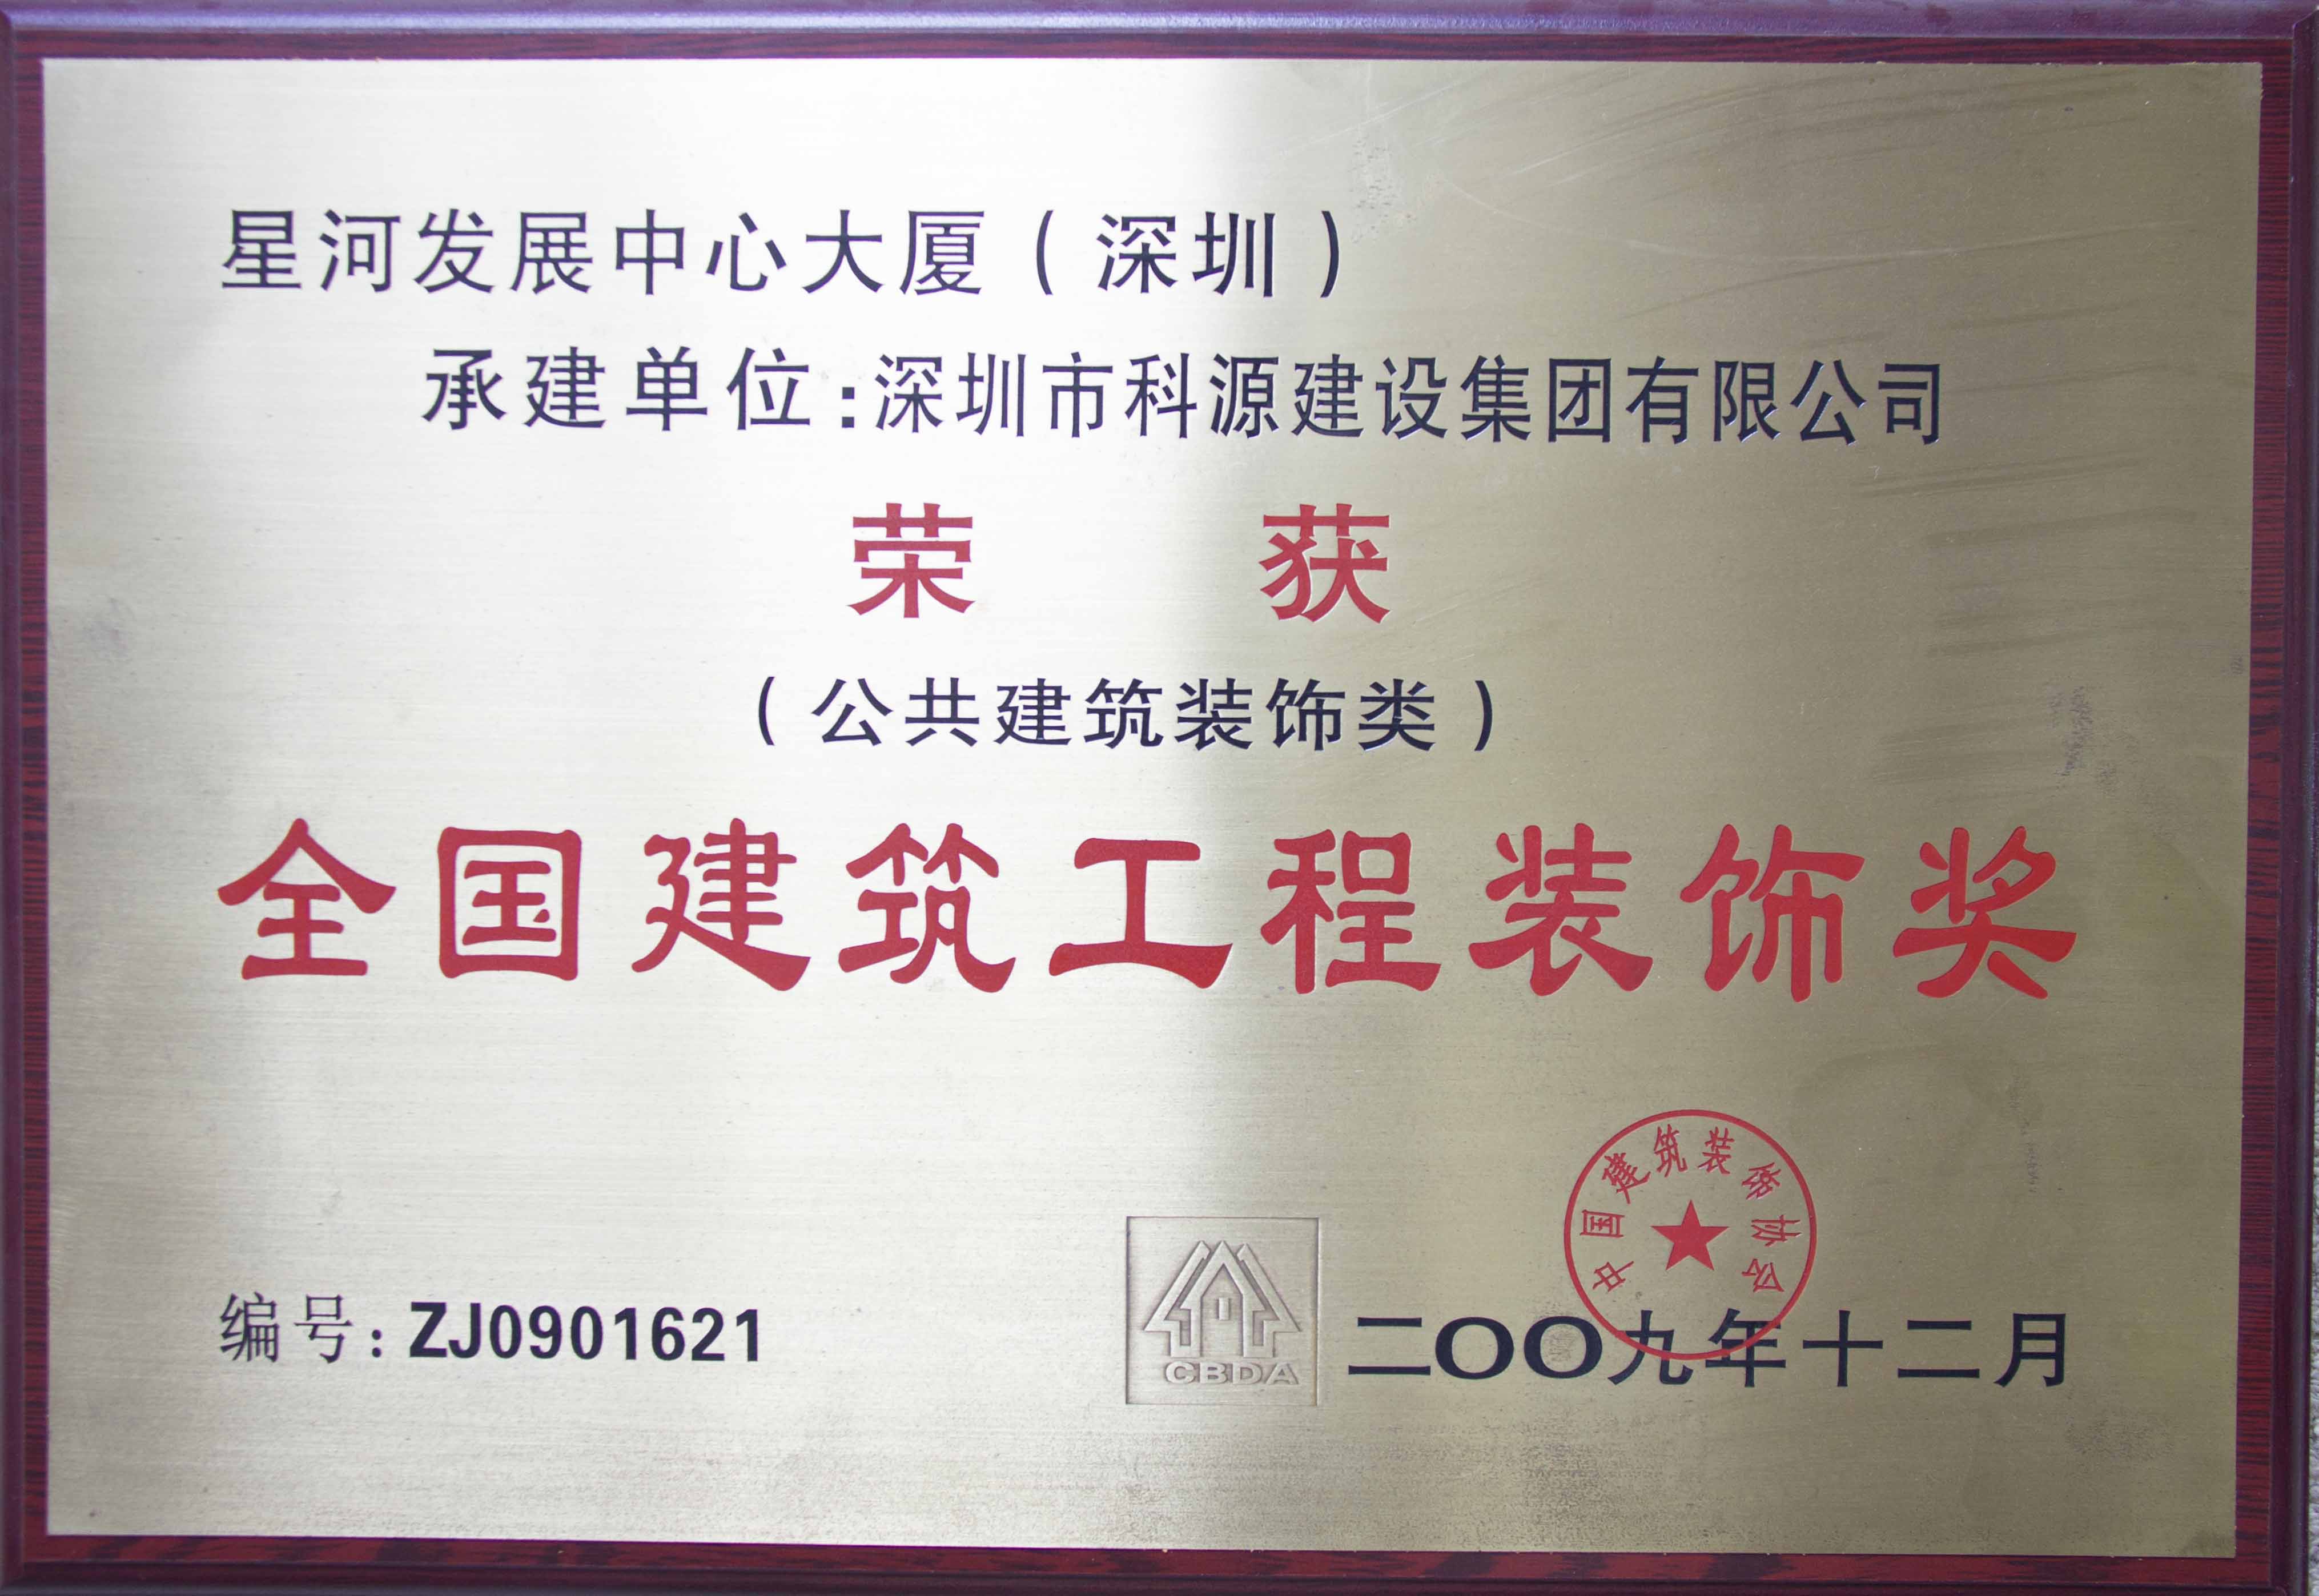 星河发展中心大厦(深圳)
承建单位:深圳市科源建设集团有限公司
荣 获
(公共建筑装饰类)
全国建筑工程装饰奖
中国建筑装饰协会
编号:ZJ0901621
CBDA
二〇〇九年十二月